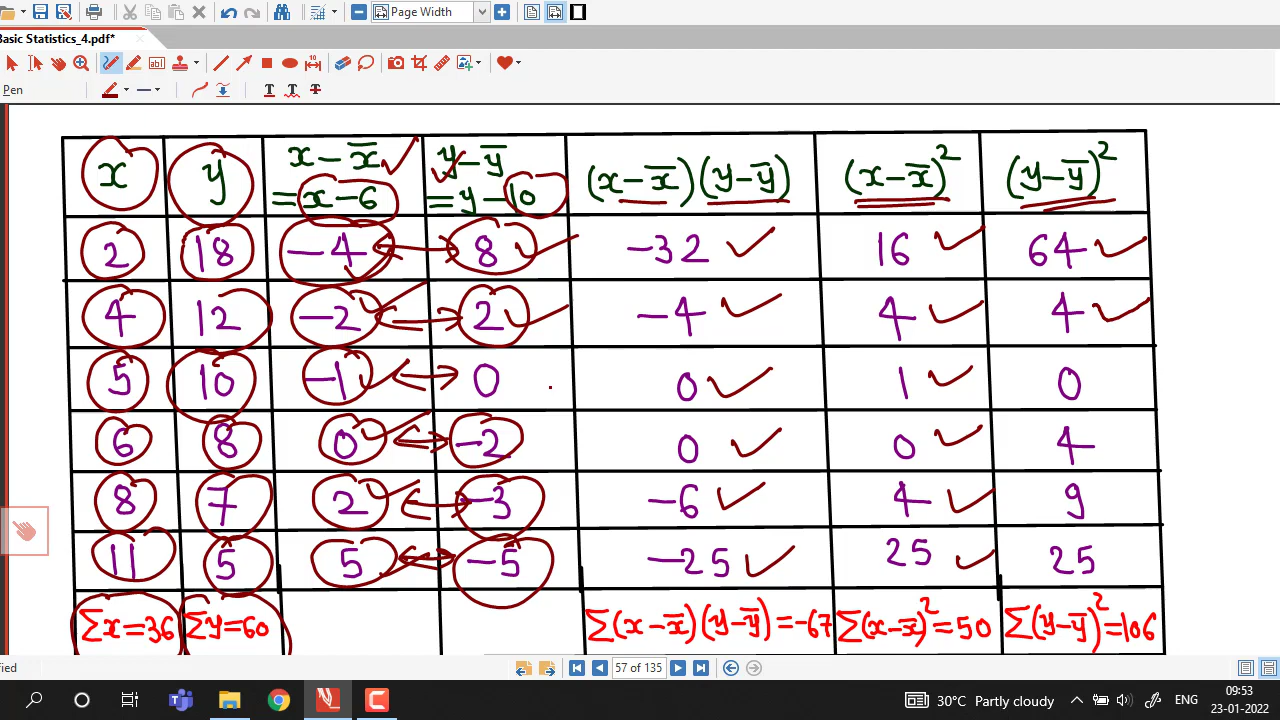 Page Width
Basic Statistics_4.pdf*
Pen
x y x – x̄ = x – 6 y – ȳ = y – 10 (x – x̄)(y – ȳ) (x – x̄)² (y – ȳ)²
2 18 –4 8 –32 16 64
4 12 –2 2 –4 4 4
5 10 –1 0 0 1 0
6 8 0 –2 0 0 4
8 7 2 –3 –6 4 9
11 5 5 –5 –25 25 25
∑x=36 ∑y=60 ∑(x – x̄)(y – ȳ) = –67 ∑(x – x̄)² = 50 ∑(y – ȳ)² = 106
fied 57 of 135
30°C Partly cloudy ENG 09:53
23-01-2022